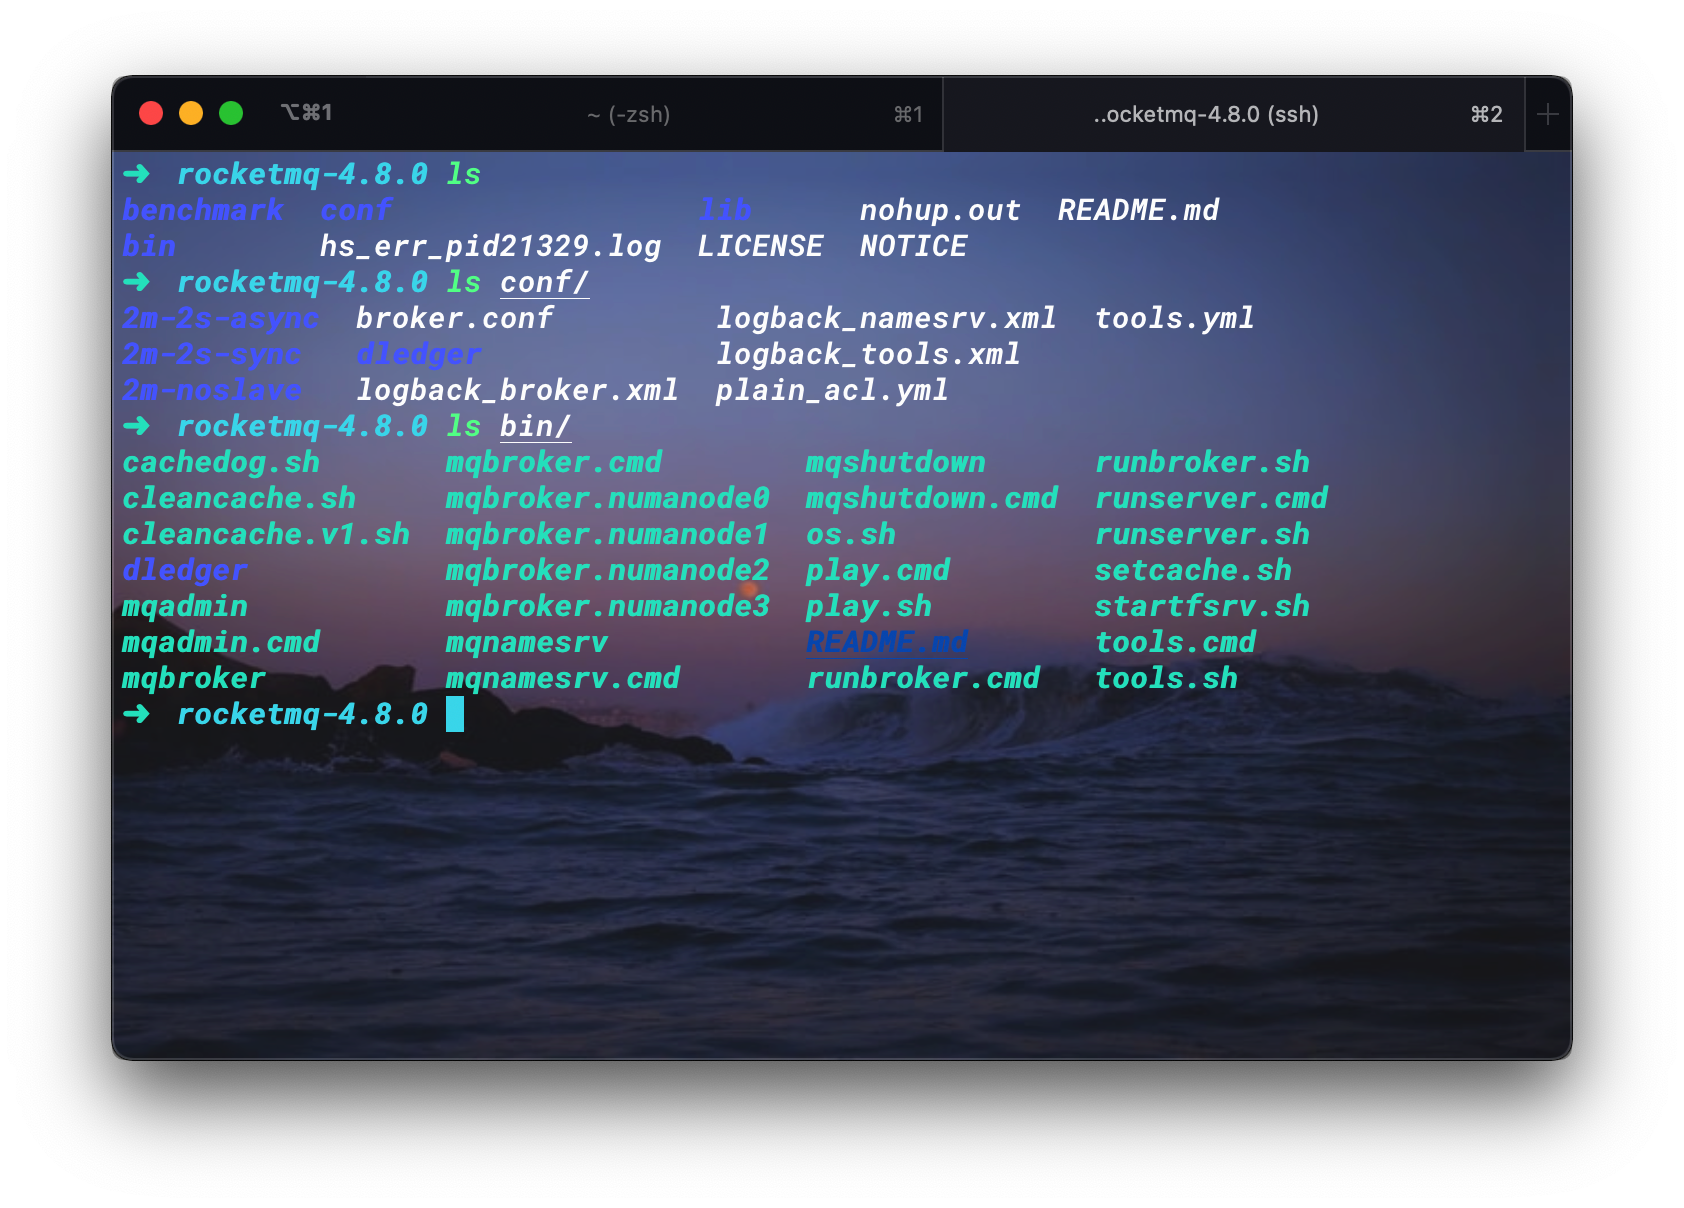 ⌥⌘1 ~ (-zsh) ⌘1 ..ocketmq-4.8.0 (ssh) ⌘2 +
➜ rocketmq-4.8.0 ls
benchmark conf lib nohup.out README.md
bin hs_err_pid21329.log LICENSE NOTICE
➜ rocketmq-4.8.0 ls conf/
2m-2s-async broker.conf logback_namesrv.xml tools.yml
2m-2s-sync dledger logback_tools.xml
2m-noslave logback_broker.xml plain_acl.yml
➜ rocketmq-4.8.0 ls bin/
cachedog.sh mqbroker.cmd mqshutdown runbroker.sh
cleancache.sh mqbroker.numanode0 mqshutdown.cmd runserver.cmd
cleancache.v1.sh mqbroker.numanode1 os.sh runserver.sh
dledger mqbroker.numanode2 play.cmd setcache.sh
mqadmin mqbroker.numanode3 play.sh startfsrv.sh
mqadmin.cmd mqnamesrv README.md tools.cmd
mqbroker mqnamesrv.cmd runbroker.cmd tools.sh
➜ rocketmq-4.8.0